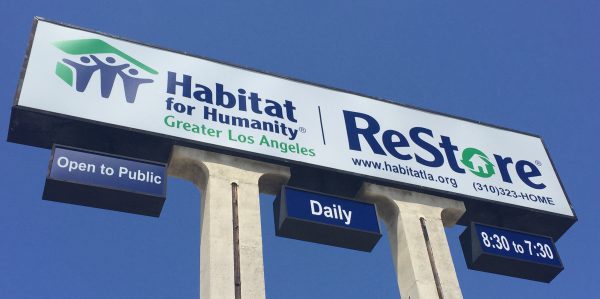 Habitat
for Humanity®
Greater Los Angeles
ReStore®
www.habitatla.org (310)323-HOME
Open to Public
Daily
8:30 to 7:30